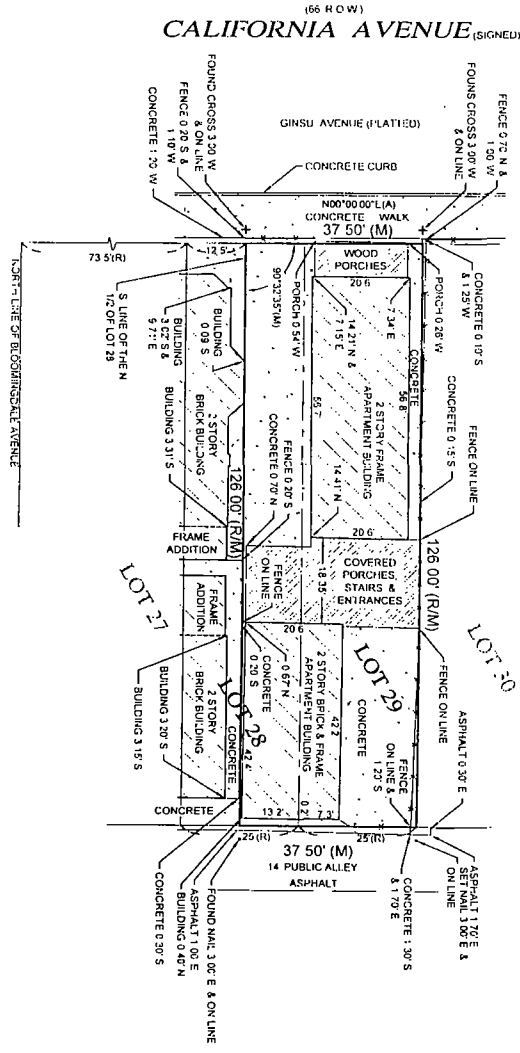 (66 ROW)
CALIFORNIA AVENUE (SIGNED)
GINSU AVENUE (PLATTED)
CONCRETE CURB
N00°00'00"L(A)
CONCRETE WALK
37 50' (M)
FENCE 0 70 N &
1 00 W
FOUNS CROSS 3 00' W
& ON LINE
FOUND CROSS 3 00 W
& ON LINE
FENCE 0 20 S &
1 10' W
CONCRETE 1 20 W
CONCRETE 0 10' S
& 1 25' W
PORCH 0 26' W
CONCRETE 0 15' S
FENCE ON LINE
126 00' (R/M)
WOOD
PORCHES
20 6
7 34' E
14 21' N &
7 15' E
PORCH 0 54' W
90°32'35"(M)
CONCRETE
56 8'
2 STORY FRAME
APARTMENT BUILDING
56 7'
14 41' N
20 6'
18 35'
12 5'
73 5'(R)
NORTH LINE OF BLOOMINGDALE AVENUE
S LINE OF THE N
1/2 OF LOT 28
BUILDING
3 02' S &
9 7' E
BUILDING
0 09' S
2 STORY
BRICK BUILDING
BUILDING 3 31' S
126 00' (R/M)
FENCE 0 20' S
CONCRETE 0 70' N
FRAME
ADDITION
COVERED
PORCHES,
STAIRS &
ENTRANCES
FENCE
ON LINE
LOT 30
LOT 29
LOT 28
LOT 27
FENCE ON LINE
20 6
0 67' N
CONCRETE
0 20' S
2 STORY BRICK & FRAME
APARTMENT BUILDING
42 2'
42 4'
CONCRETE
FENCE
ON LINE &
1 20' S
ASPHALT 0 30' E
FRAME
ADDITION
2 STORY
BRICK BUILDING
BUILDING 3 15' S
BUILDING 3 20' S
CONCRETE
CONCRETE
13 2'
0 2'
7 3'
25 (R)
25 (R)
37 50' (M)
14 PUBLIC ALLEY
ASPHALT
ASPHALT 1 70' E
SET NAIL 3 00' E &
ON LINE
CONCRETE 1 30' S
& 1 70' E
FOUND NAIL 3 00' E & ON LINE
ASPHALT 1 00' E
BUILDING 0 40' N
CONCRETE 0 30' S